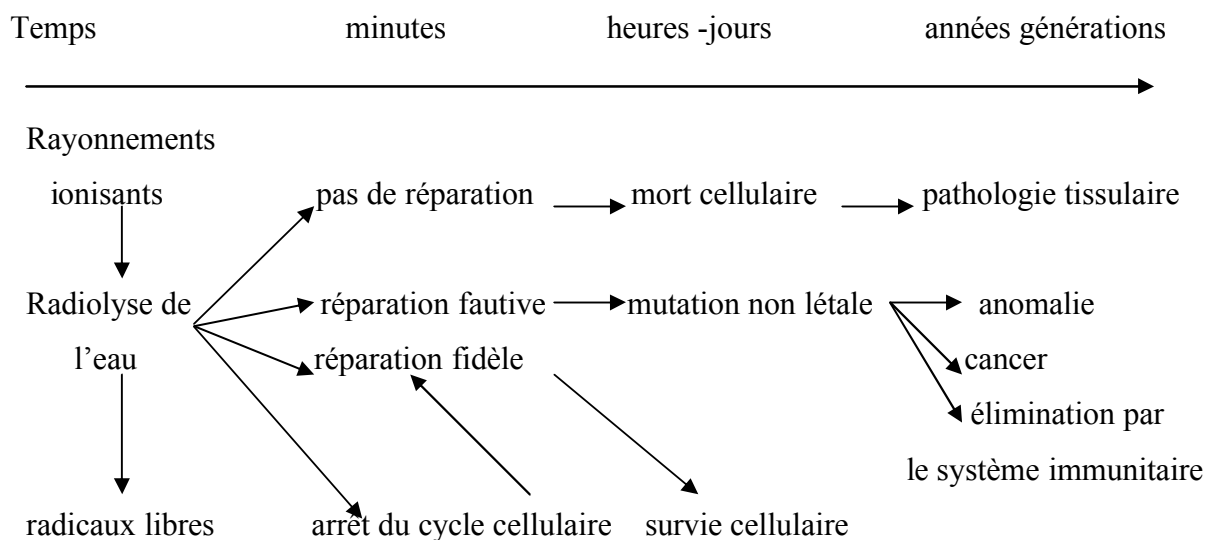 Temps minutes heures -jours années générations
Rayonnements
ionisants pas de réparation mort cellulaire pathologie tissulaire
Radiolyse de réparation fautive mutation non létale anomalie
l’eau réparation fidèle cancer
élimination par
le système immunitaire
radicaux libres arrêt du cycle cellulaire survie cellulaire